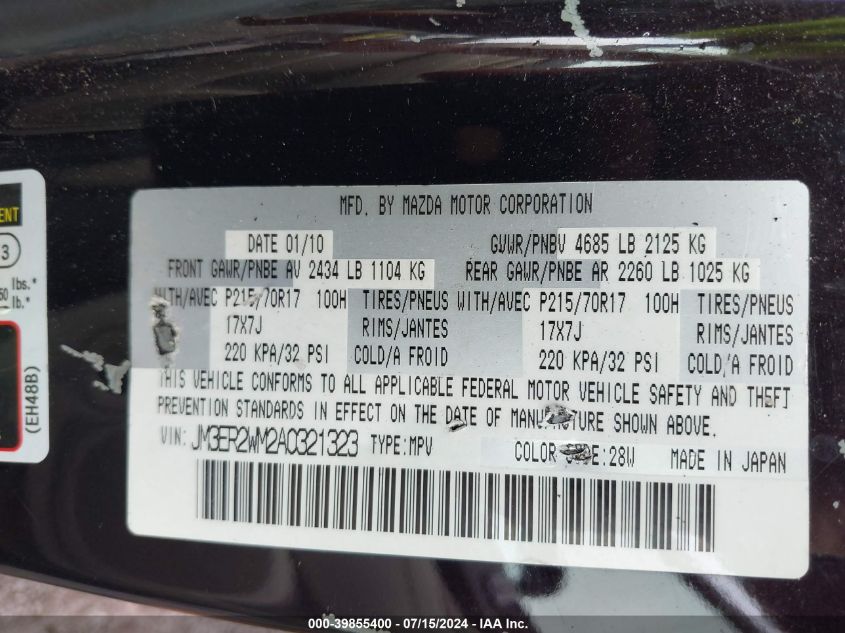 MFD. BY MAZDA MOTOR CORPORATION
DATE 01/10 GVWR/PNBV 4685 LB 2125 KG
FRONT GAWR/PNBE AV 2434 LB 1104 KG REAR GAWR/PNBE AR 2260 LB 1025 KG
WITH/AVEC P215/70R17 100H TIRES/PNEUS WITH/AVEC P215/70R17 100H TIRES/PNEUS
17X7J RIMS/JANTES 17X7J RIMS/JANTES
220 KPA/32 PSI COLD/A FROID 220 KPA/32 PSI COLD/A FROID
THIS VEHICLE CONFORMS TO ALL APPLICABLE FEDERAL MOTOR VEHICLE SAFETY AND THEFT
PREVENTION STANDARDS IN EFFECT ON THE DATE OF MANUFACTURE SHOWN ABOVE.
VIN: JM3ER2WM2A0321323 TYPE:MPV COLOR :28W MADE IN JAPAN
3
lbs.*
lb.*
(EH48B)
000-39855400 - 07/15/2024 - IAA Inc.